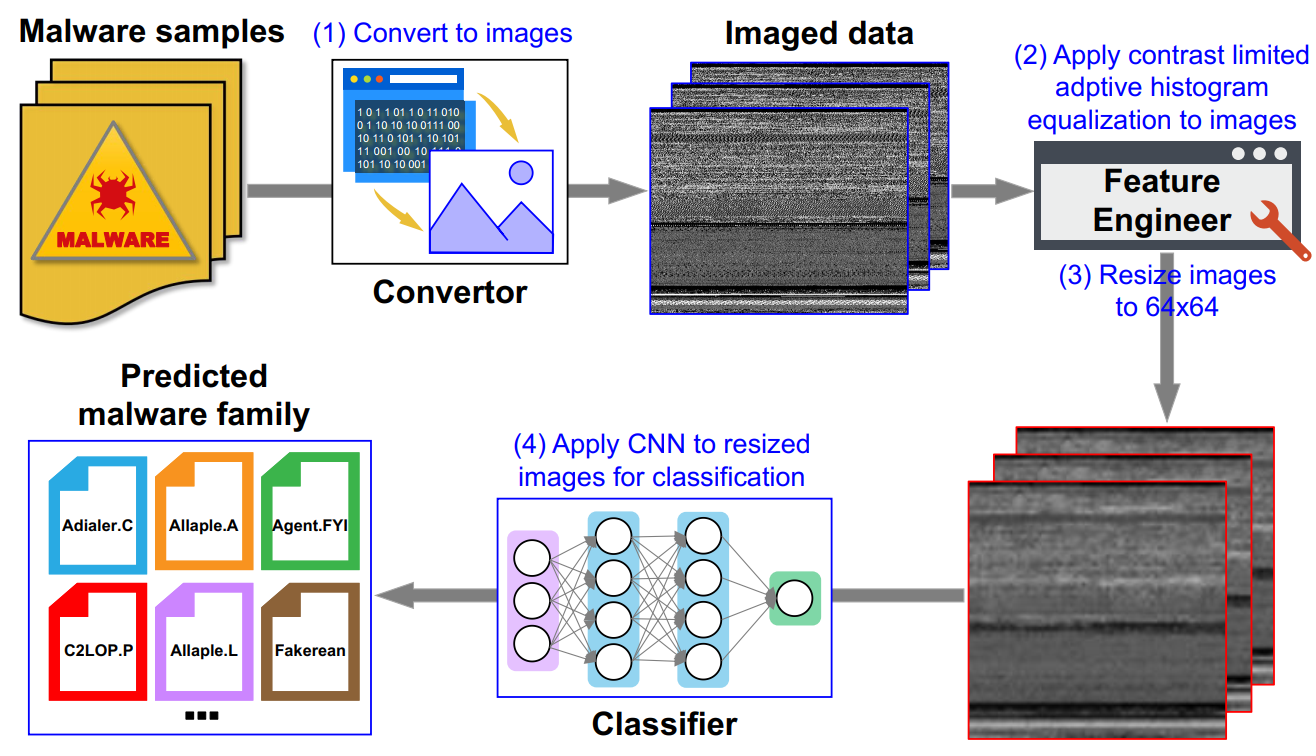 Malware samples
(1) Convert to images
1 0 1 1 1 01 1 0 11 010
0 1 10 10 10 0111 00
10 11 0 101 1 10 101
11 001 00 10
101 10 10 001
MALWARE
Convertor
Imaged data
(2) Apply contrast limited
adptive histogram
equalization to images
Feature
Engineer
(3) Resize images
to 64x64
(4) Apply CNN to resized
images for classification
Classifier
Predicted
malware family
Adialer.C
Allaple.A
Agent.FYI
C2LOP.P
Allaple.L
Fakerean